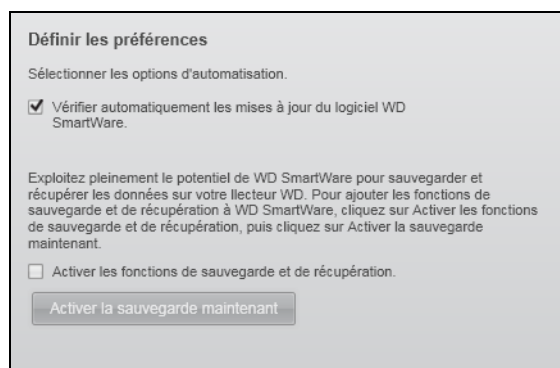 Définir les préférences
Sélectionner les options d'automatisation.
Vérifier automatiquement les mises à jour du logiciel WD
SmartWare.
Exploitez pleinement le potentiel de WD SmartWare pour sauvegarder et
récupérer les données sur votre llecteur WD. Pour ajouter les fonctions de
sauvegarde et de récupération à WD SmartWare, cliquez sur Activer les fonctions
de sauvegarde et de récupération, puis cliquez sur Activer la sauvegarde
maintenant.
Activer les fonctions de sauvegarde et de récupération.
Activer la sauvegarde maintenant